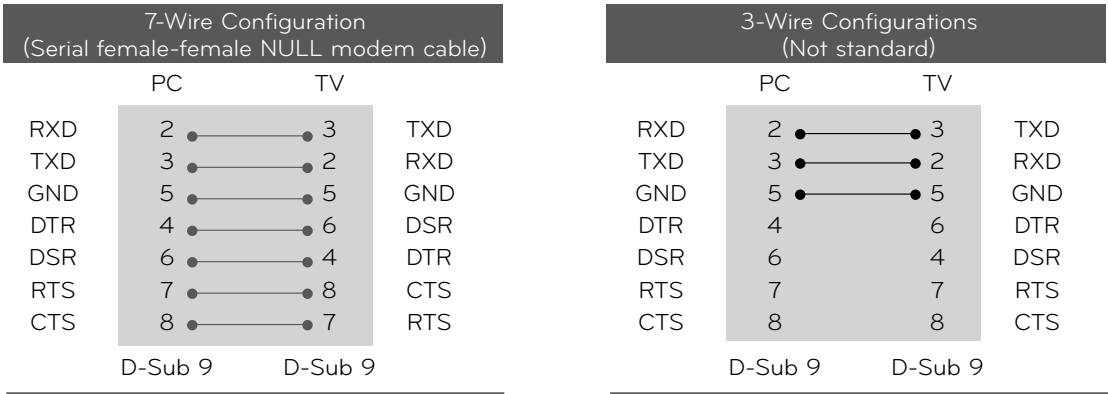 7-Wire Configuration
(Serial female-female NULL modem cable)
PC TV
RXD 2 3 TXD
TXD 3 2 RXD
GND 5 5 GND
DTR 4 6 DSR
DSR 6 4 DTR
RTS 7 8 CTS
CTS 8 7 RTS
D-Sub 9 D-Sub 9
3-Wire Configurations
(Not standard)
PC TV
RXD 2 3 TXD
TXD 3 2 RXD
GND 5 5 GND
DTR 4 6 DTR
DSR 6 4 DSR
RTS 7 7 RTS
CTS 8 8 CTS
D-Sub 9 D-Sub 9